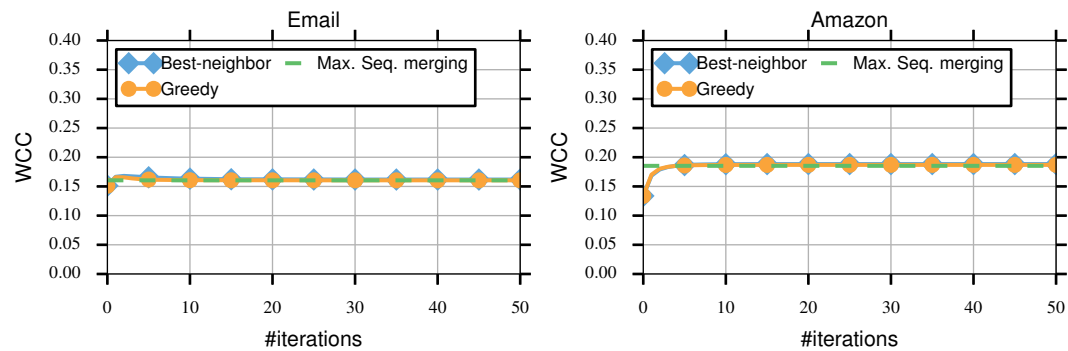 Email
0.40
0.35
0.30
0.25
0.20
0.15
0.10
0.05
0.00
WCC
Best-neighbor
Max. Seq. merging
Greedy
0 10 20 30 40 50
#iterations
Amazon
0.40
0.35
0.30
0.25
0.20
0.15
0.10
0.05
0.00
WCC
Best-neighbor
Max. Seq. merging
Greedy
0 10 20 30 40 50
#iterations